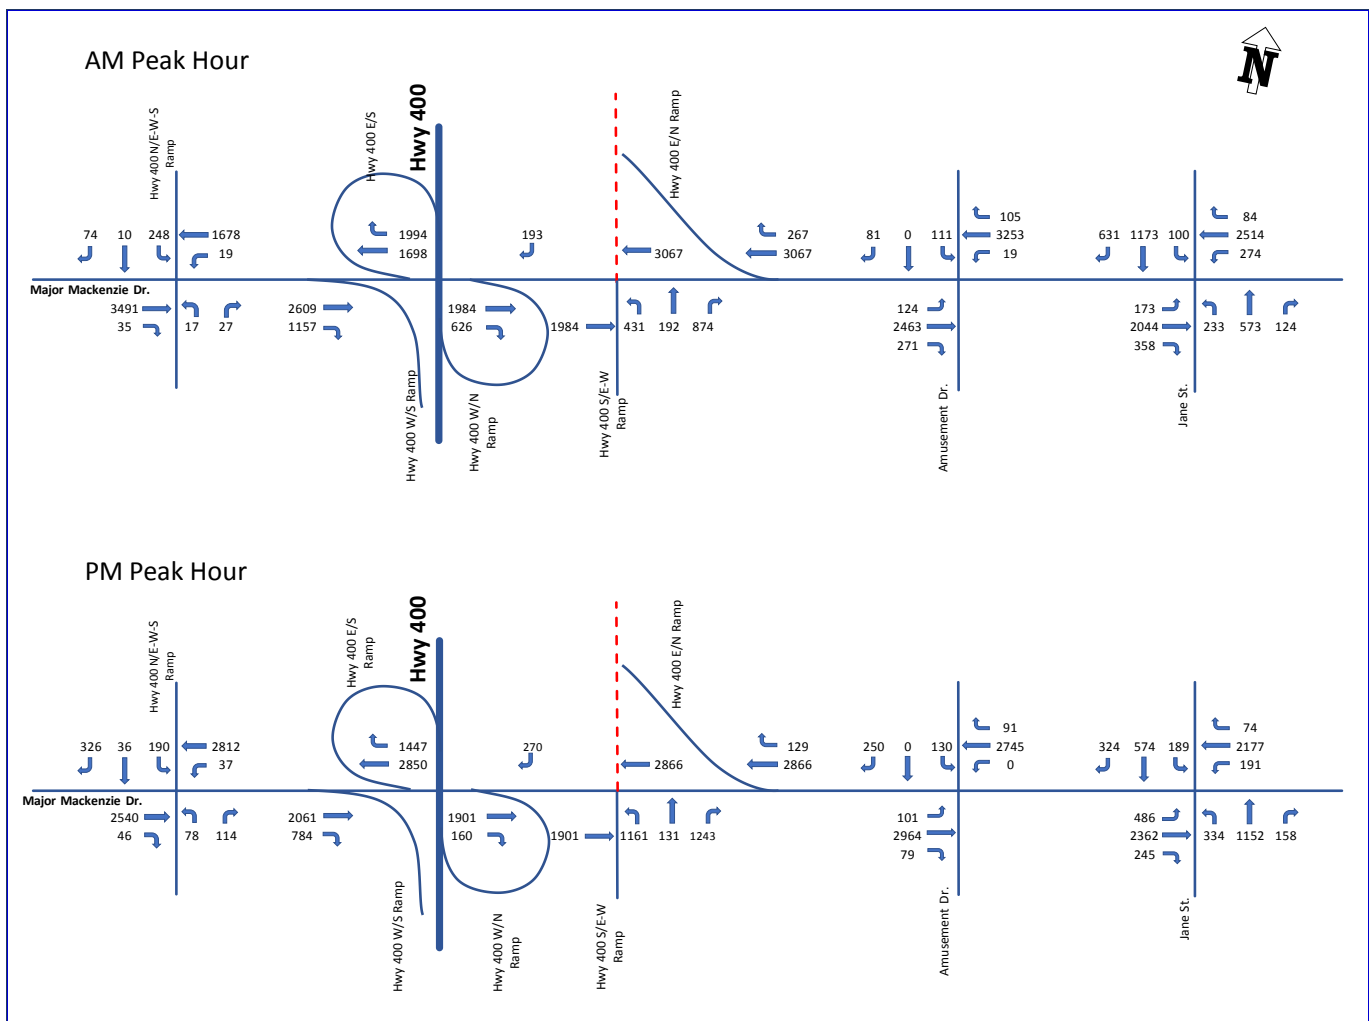 AM Peak Hour
N
Hwy 400 N/E-W-S
Ramp
Hwy 400 E/S
Hwy 400
Hwy 400 E/N Ramp
74 10 248 1678
19
1994
1698
193
3067
267
3067
81 0 111
105
3253
19
631 1173 100
84
2514
274
Major Mackenzie Dr.
3491
35 17 27
2609
1157
1984
626
1984 431 192 874
124
2463
271
173
2044 233 573 124
358
Hwy 400 W/S Ramp
Hwy 400 W/N
Ramp
Hwy 400 S/E-W
Ramp
Amusement Dr.
Jane St.
PM Peak Hour
Hwy 400 N/E-W-S
Ramp
Hwy 400 E/S
Ramp
Hwy 400
Hwy 400 E/N Ramp
326 36 190 2812
37
1447
2850
270
2866
129
2866
250 0 130
91
2745
0
324 574 189
74
2177
191
Major Mackenzie Dr.
2540
46 78 114
2061
784
1901
160
1901 1161 131 1243
101
2964
79
486
2362 334 1152 158
245
Hwy 400 W/S Ramp
Hwy 400 W/N
Ramp
Hwy 400 S/E-W
Ramp
Amusement Dr.
Jane St.